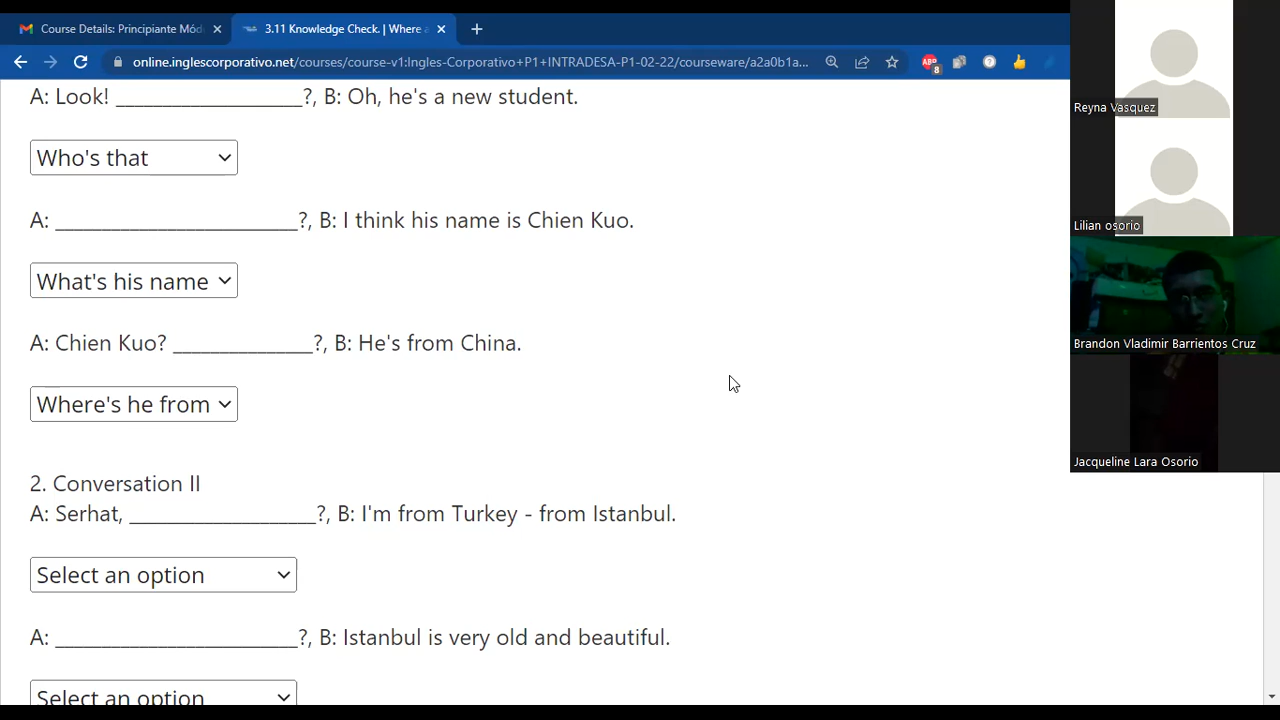 Course Details: Principiante Mód
3.11 Knowledge Check. | Where a
online.inglescorporativo.net/courses/course-v1:Ingles-Corporativo+P1+INTRADESA-P1-02-22/courseware/a2a0b1a...
ABP
8
A: Look! _________________?, B: Oh, he's a new student.
Who's that
A: ______________________?, B: I think his name is Chien Kuo.
What's his name
A: Chien Kuo? _____________?, B: He's from China.
Where's he from
2. Conversation II
A: Serhat, _________________?, B: I'm from Turkey - from Istanbul.
Select an option
A: ______________________?, B: Istanbul is very old and beautiful.
Select an option
Reyna Vasquez
Lilian osorio
Brandon Vladimir Barrientos Cruz
Jacqueline Lara Osorio